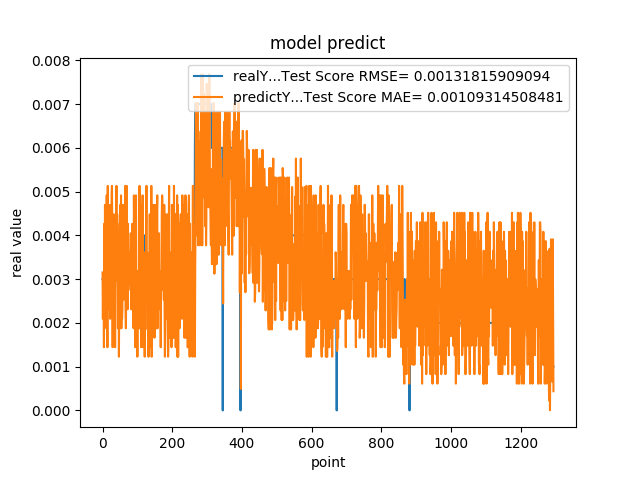 model predict
realY...Test Score RMSE= 0.00131815909094
predictY...Test Score MAE= 0.00109314508481
0.008
0.007
0.006
0.005
0.004
0.003
0.002
0.001
0.000
real value
0 200 400 600 800 1000 1200
point